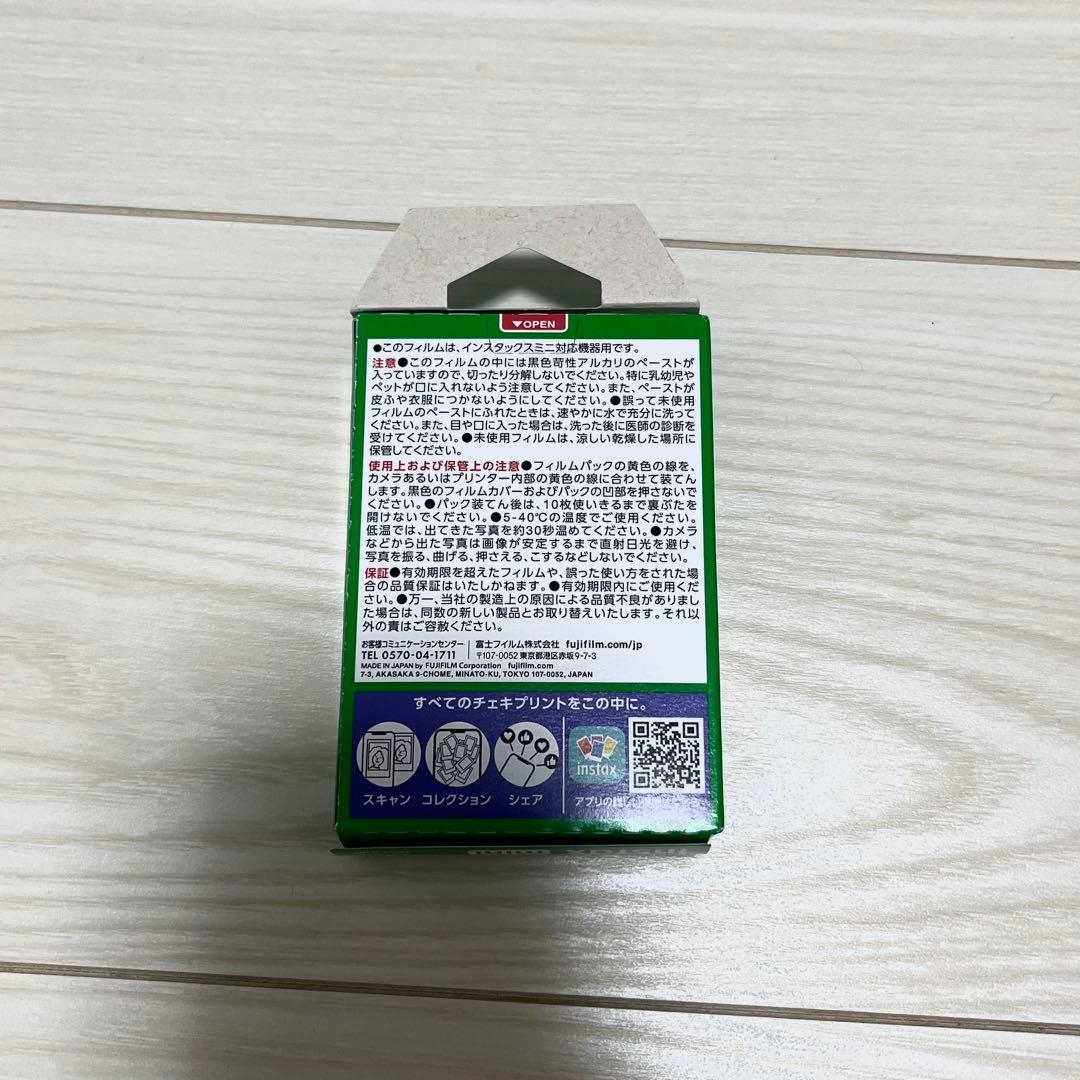 ▼OPEN
●このフィルムは、インスタックスミニ対応機器用です。
注意●このフィルムの中には黒色苛性アルカリのペーストが
入っていますので、切ったり分解しないでください。特に乳幼児や
ペットが口に入れないよう注意してください。また、ペーストが
皮ふや衣服につかないようにしてください。●誤って未使用
フィルムのペーストにふれたときは、速やかに水で充分に洗って
ください。また、目や口に入った場合は、洗った後に医師の診断を
受けてください。●未使用フィルムは、涼しい乾燥した場所に
保管してください。
使用上および保管上の注意●フィルムパックの黄色の線を、
カメラあるいはプリンター内部の黄色の線に合わせて装てん
します。黒色のフィルムカバーおよびパックの凹部を押さないで
ください。●パック装てん後は、10枚使いきるまで裏ぶたを
開けないでください。●5-40℃の温度でご使用ください。
低温では、出てきた写真を約30秒温めてください。●カメラ
などから出た写真は画像が安定するまで直射日光を避け、
写真を振る、曲げる、押さえる、こするなどしないでください。
保証●有効期限を超えたフィルムや、誤った使い方をされた場
合の品質保証はいたしかねます。●有効期限内にご使用くだ
さい。●万一、当社の製造上の原因による品質不良がありまし
た場合は、同数の新しい製品とお取り替えいたします。それ以
外の責はご容赦ください。
お客様コミュニケーションセンター 富士フイルム株式会社 fujifilm.com/jp
TEL 0570-04-1711 〒107-0052 東京都港区赤坂9-7-3
MADE IN JAPAN by FUJIFILM Corporation fujifilm.com
7-3, AKASAKA 9-CHOME, MINATO-KU, TOKYO 107-0052, JAPAN
すべてのチェキプリントをこの中に。
instax
スキャン コレクション シェア
アプリの
mini